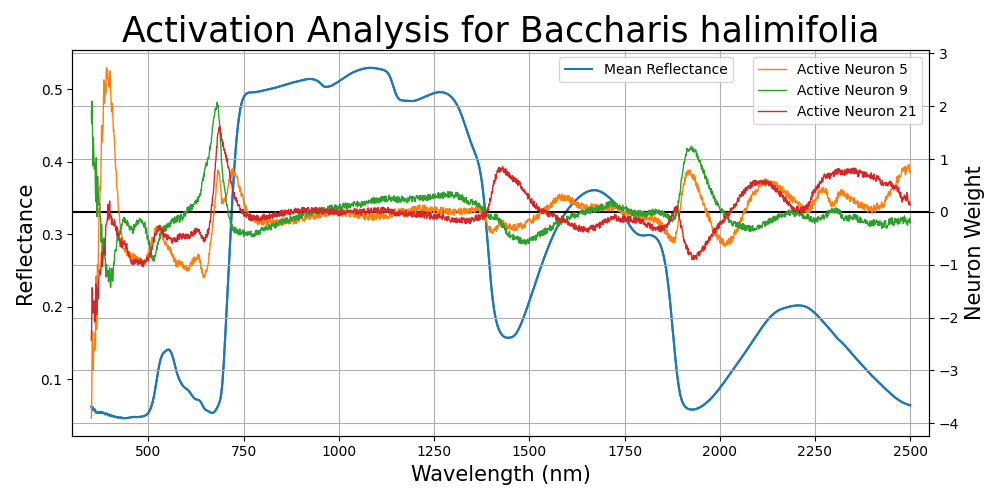 Activation Analysis for Baccharis halimifolia
Mean Reflectance
Active Neuron 5
Active Neuron 9
Active Neuron 21
Reflectance
0.5
0.4
0.3
0.2
0.1
3
2
1
0
−1
−2
−3
−4
Neuron Weight
500
750
1000
1250
1500
1750
2000
2250
2500
Wavelength (nm)